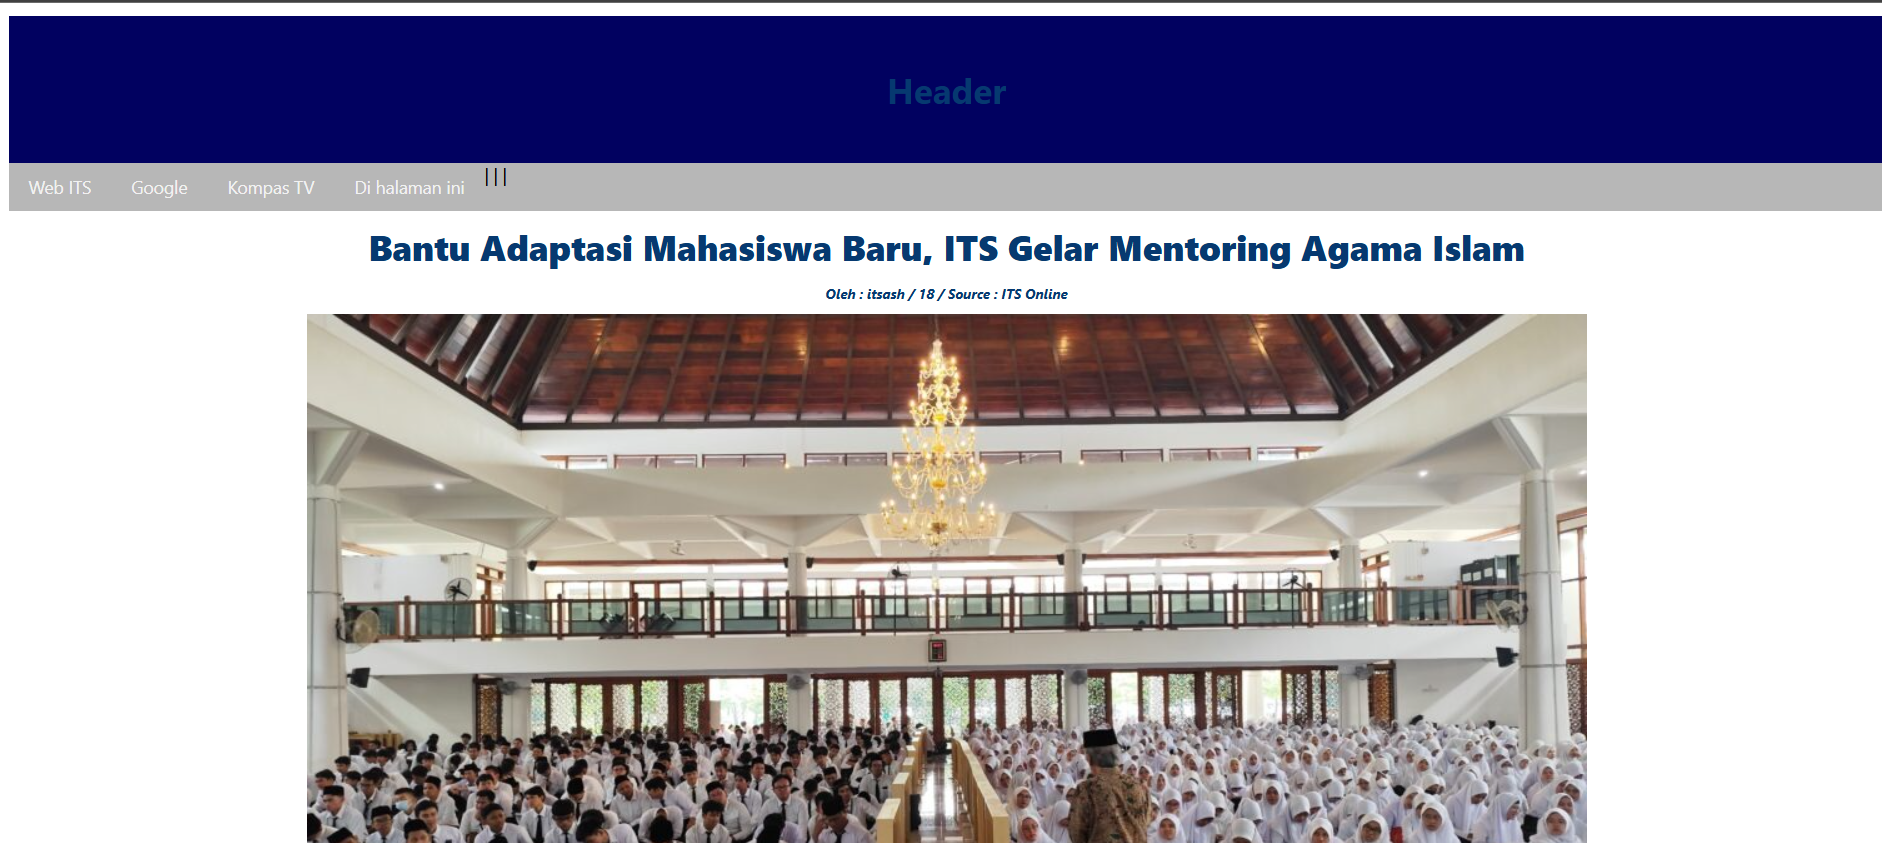 Header
Web ITS Google Kompas TV Di halaman ini |||
Bantu Adaptasi Mahasiswa Baru, ITS Gelar Mentoring Agama Islam
Oleh : itsash / 18 / Source : ITS Online